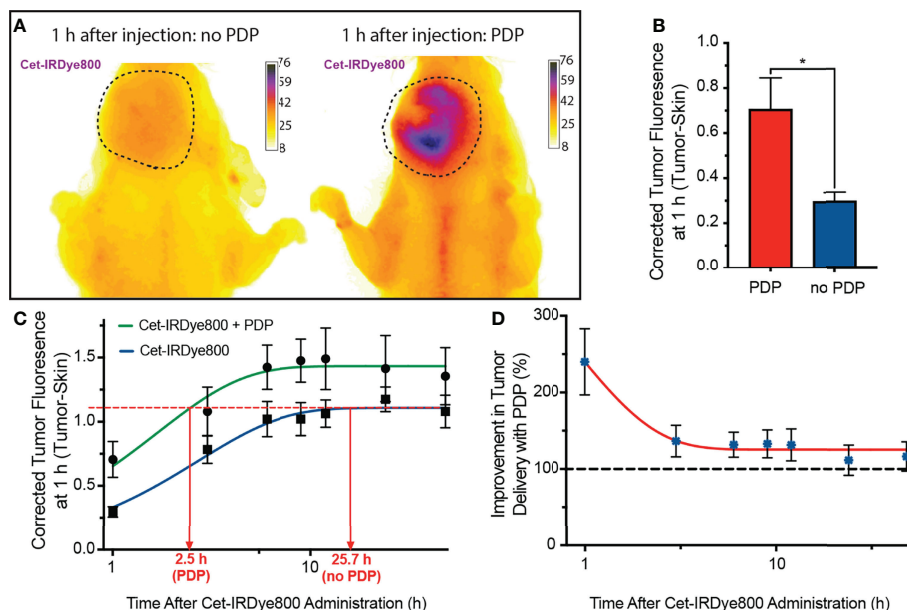 A
1 h after injection: no PDP
1 h after injection: PDP
Cet-IRDye800
76
59
42
25
8
Cet-IRDye800
76
59
42
25
8
B
Corrected Tumor Fluorescence
at 1 h (Tumor-Skin)
1.0
0.8
0.6
0.4
0.2
0.0
*
PDP
no PDP
C
Cet-IRDye800 + PDP
Cet-IRDye800
Corrected Tumor Fluoresence
at 1 h (Tumor-Skin)
1.5
1.0
0.5
0.0
1
10
2.5 h
(PDP)
25.7 h
(no PDP)
Time After Cet-IRDye800 Administration (h)
D
Improvement in Tumor
Delivery with PDP (%)
300
200
100
0
1
10
Time After Cet-IRDye800 Administration (h)